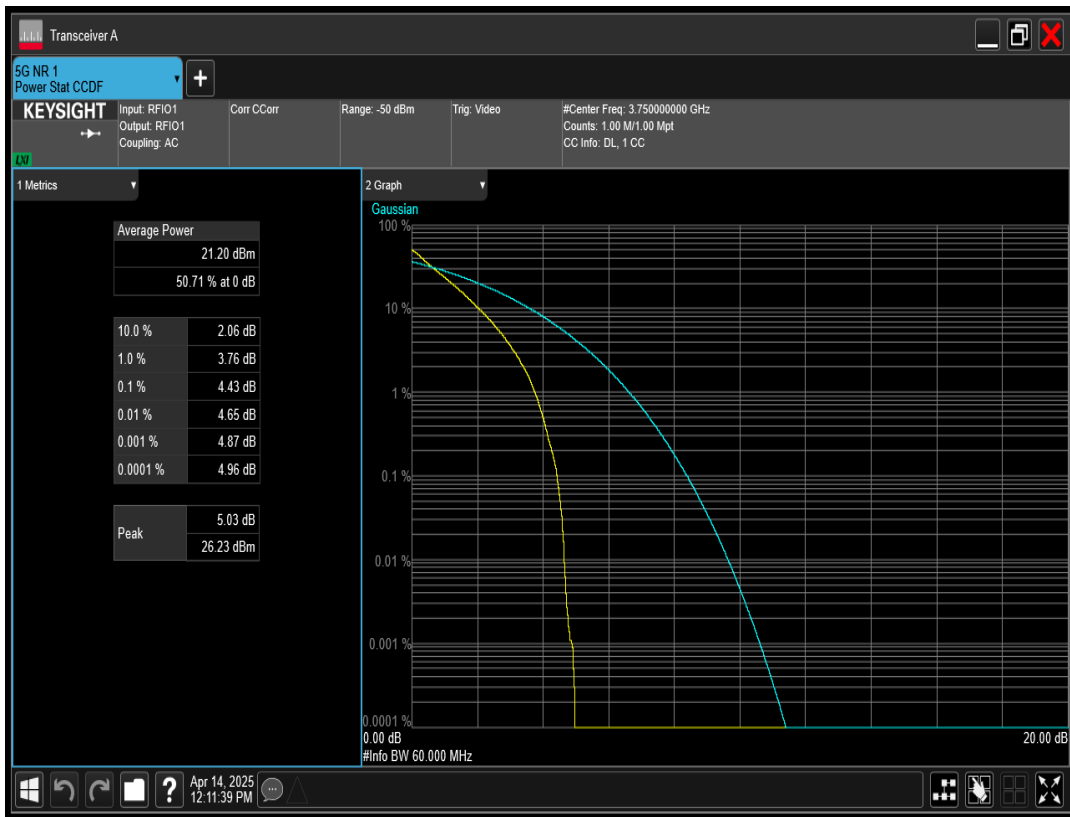 Transceiver A
5G NR 1
Power Stat CCDF
+
KEYSIGHT
LXI
Input: RFIO1
Output: RFIO1
Coupling: AC
Corr CCorr
Range: -50 dBm
Trig: Video
#Center Freq: 3.750000000 GHz
Counts: 1.00 M/1.00 Mpt
CC Info: DL, 1 CC
1 Metrics
Average Power
21.20 dBm
50.71 % at 0 dB
10.0 % 2.06 dB
1.0 % 3.76 dB
0.1 % 4.43 dB
0.01 % 4.65 dB
0.001 % 4.87 dB
0.0001 % 4.96 dB
Peak 5.03 dB
26.23 dBm
2 Graph
Gaussian
100 %
10 %
1 %
0.1 %
0.01 %
0.001 %
0.0001 %
0.00 dB 20.00 dB
#Info BW 60.000 MHz
?
Apr 14, 2025
12:11:39 PM